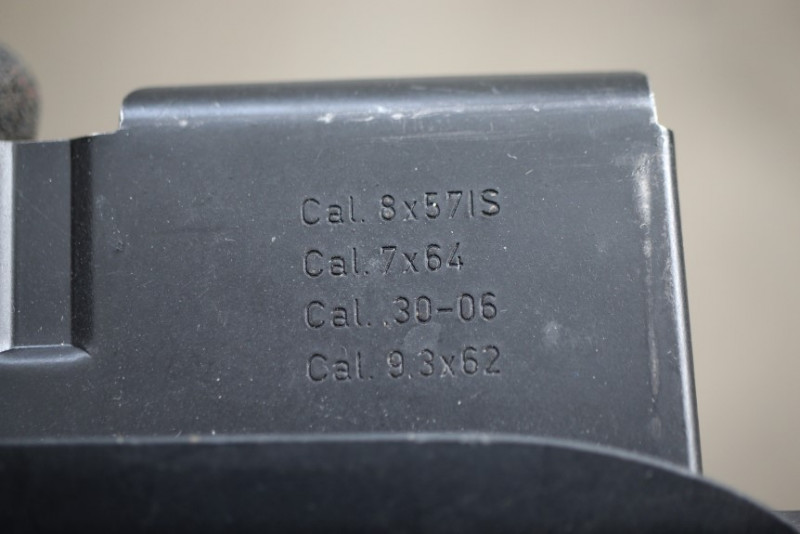 Cal. 8x57IS
Cal. 7x64
Cal. .30-06
Cal. 9,3x62